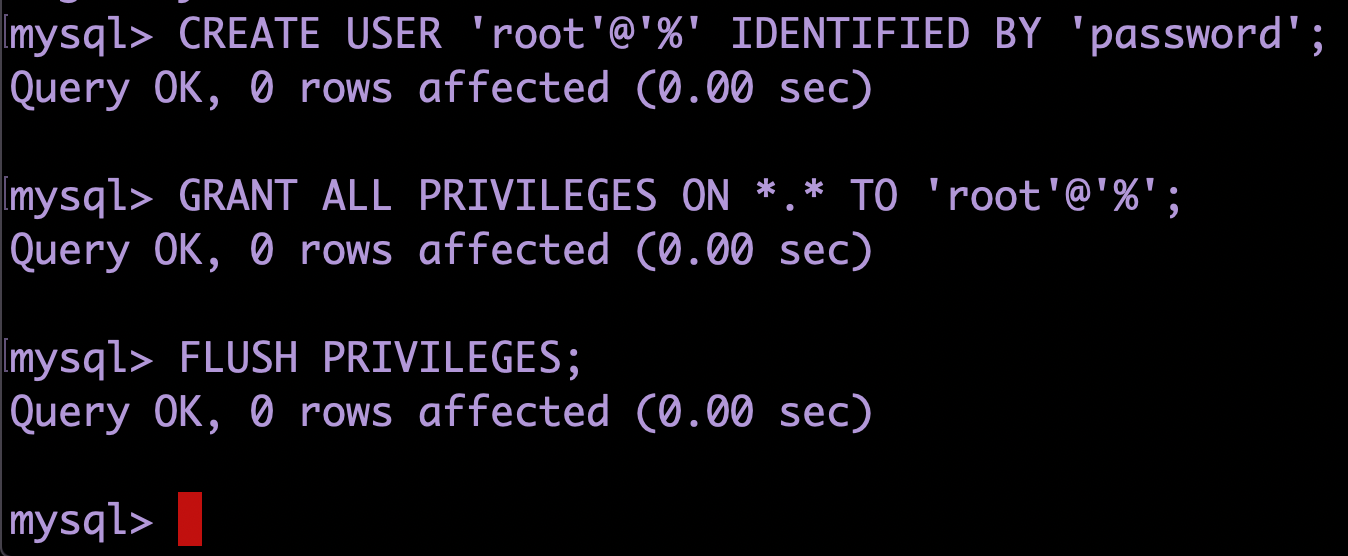 mysql> CREATE USER 'root'@'%' IDENTIFIED BY 'password';
Query OK, 0 rows affected (0.00 sec)
mysql> GRANT ALL PRIVILEGES ON *.* TO 'root'@'%';
Query OK, 0 rows affected (0.00 sec)
mysql> FLUSH PRIVILEGES;
Query OK, 0 rows affected (0.00 sec)
mysql>